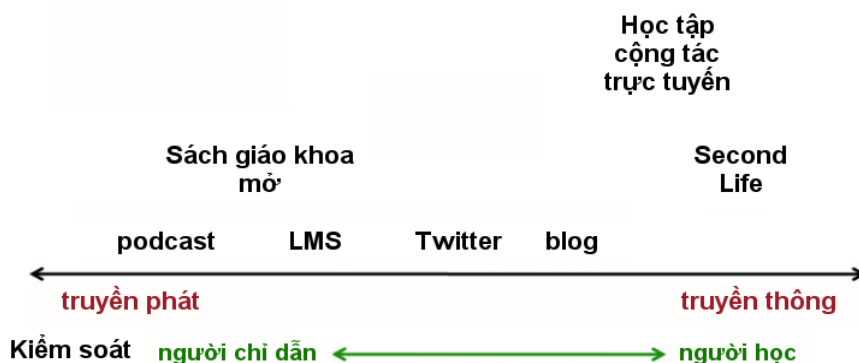 Học tập
cộng tác
trực tuyến
Sách giáo khoa
mở
Second
Life
podcast LMS Twitter blog
truyền phát truyền thông
Kiểm soát người chỉ dẫn người học